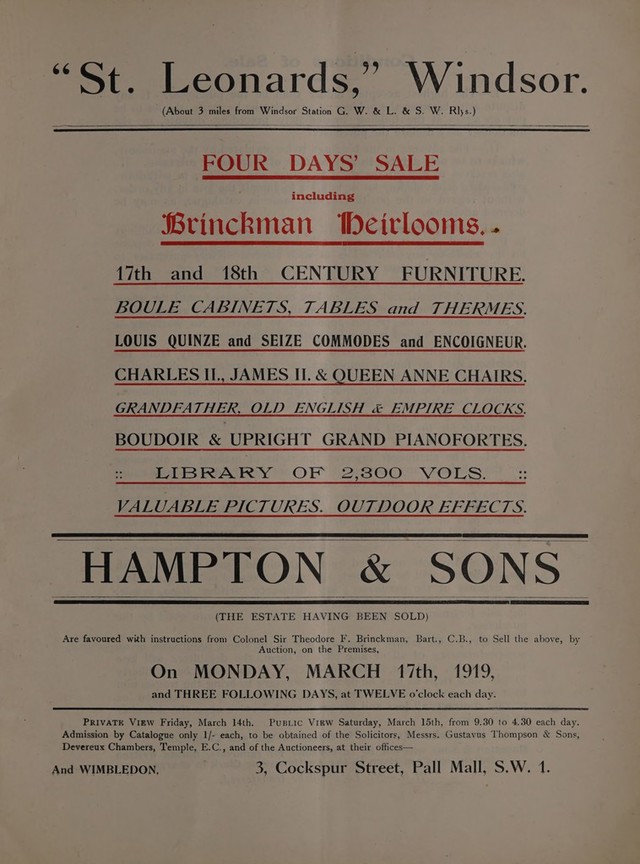 “St. Leonards,” Windsor.
(About 3 miles from Windsor Station G. W. & L. & S. W. Rlys.)
FOUR DAYS’ SALE
including
Brinckman Heirlooms.
17th and 18th CENTURY FURNITURE.
BOULE CABINETS, TABLES and THERMES.
LOUIS QUINZE and SEIZE COMMODES and ENCOIGNEUR.
CHARLES II., JAMES II. & QUEEN ANNE CHAIRS.
GRANDFATHER, OLD ENGLISH & EMPIRE CLOCKS.
BOUDOIR & UPRIGHT GRAND PIANOFORTES.
:: LIBRARY OF 2,300 VOLS. ::
VALUABLE PICTURES. OUTDOOR EFFECTS.
HAMPTON & SONS
(THE ESTATE HAVING BEEN SOLD)
Are favoured with instructions from Colonel Sir Theodore F. Brinckman, Bart., C.B., to Sell the above, by
Auction, on the Premises,
On MONDAY, MARCH 17th, 1919,
and THREE FOLLOWING DAYS, at TWELVE o’clock each day.
PRIVATE VIEW Friday, March 14th. PUBLIC VIEW Saturday, March 15th, from 9.30 to 4.30 each day.
Admission by Catalogue only 1/- each, to be obtained of the Solicitors, Messrs. Gustavus Thompson & Sons,
Devereux Chambers, Temple, E.C., and of the Auctioneers, at their offices—
And WIMBLEDON. 3, Cockspur Street, Pall Mall, S.W. 1.